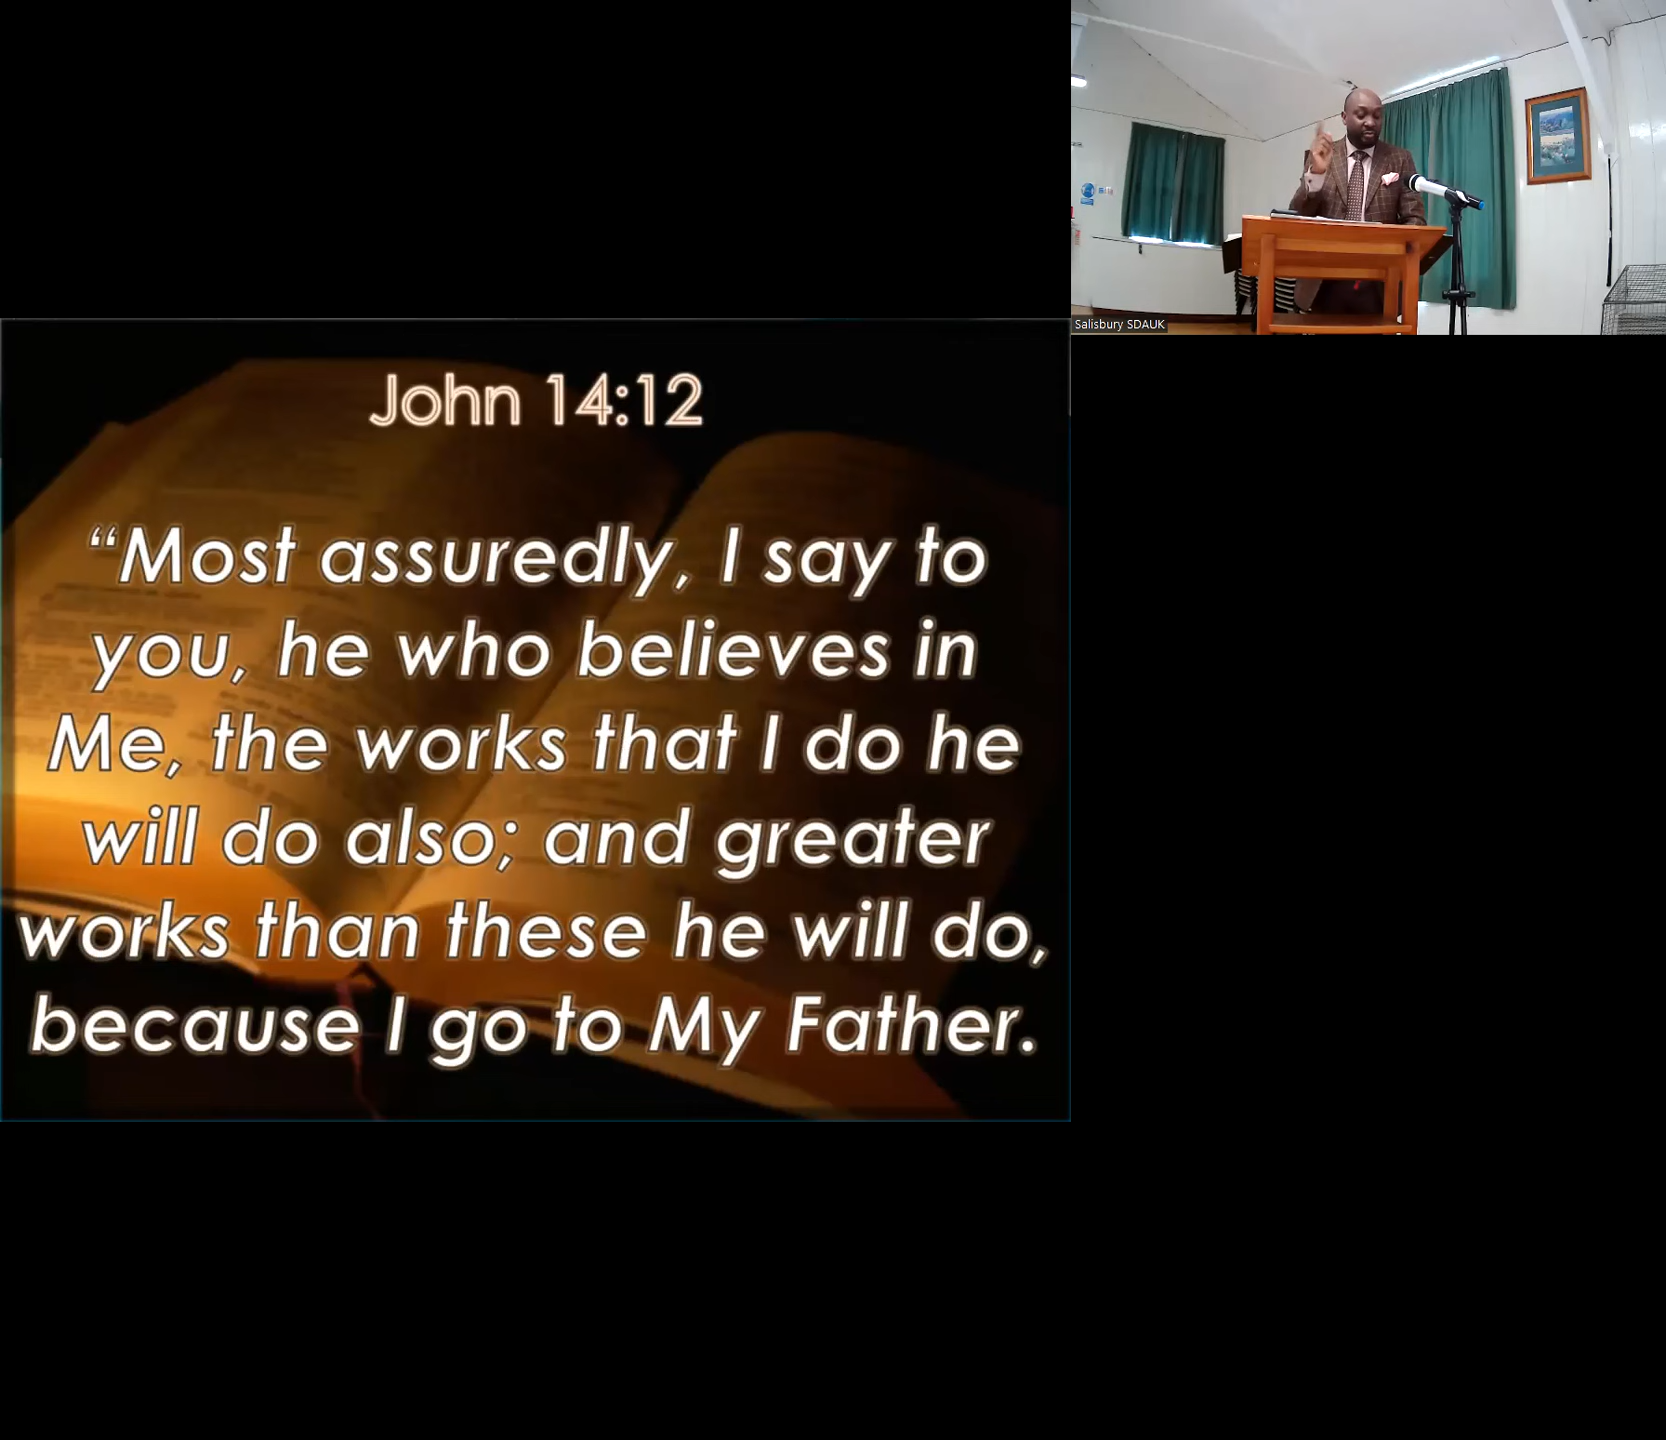 John 14:12
“Most assuredly, I say to
you, he who believes in
Me, the works that I do he
will do also; and greater
works than these he will do,
because I go to My Father.
Salisbury SDAUK